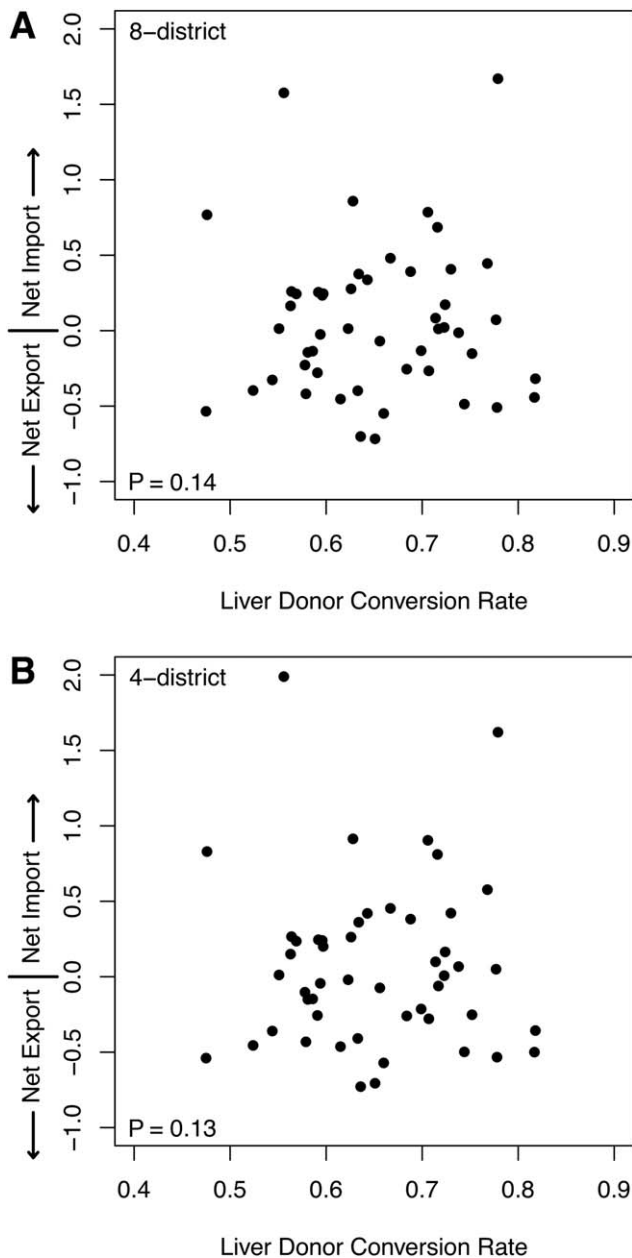 A
8−district
2.0
1.5
1.0
0.5
0.0
−0.5
−1.0
Net Import
Net Export
P = 0.14
0.4 0.5 0.6 0.7 0.8 0.9
Liver Donor Conversion Rate
B
4−district
2.0
1.5
1.0
0.5
0.0
−0.5
−1.0
Net Import
Net Export
P = 0.13
0.4 0.5 0.6 0.7 0.8 0.9
Liver Donor Conversion Rate